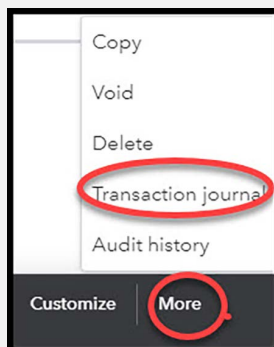 Copy
Void
Delete
Transaction journal
Audit history
Customize More